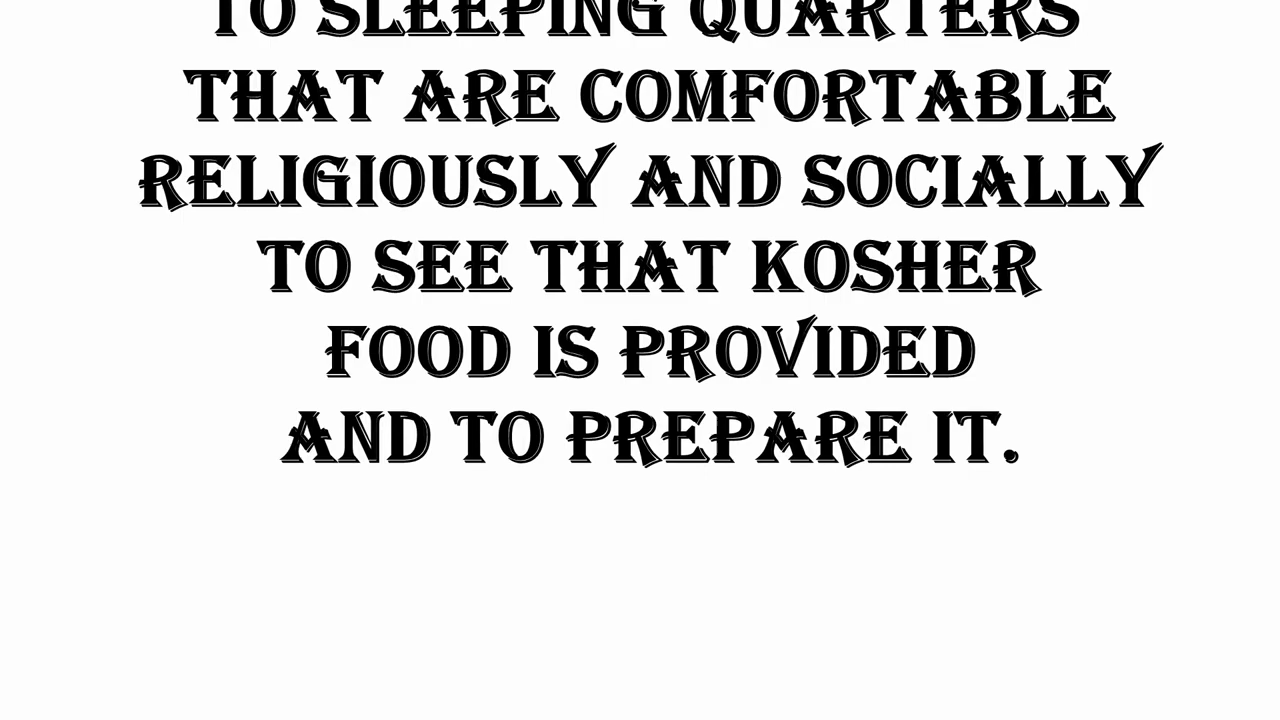 TO SLEEPING QUARTERS
THAT ARE COMFORTABLE
RELIGIOUSLY AND SOCIALLY
TO SEE THAT KOSHER
FOOD IS PROVIDED
AND TO PREPARE IT.